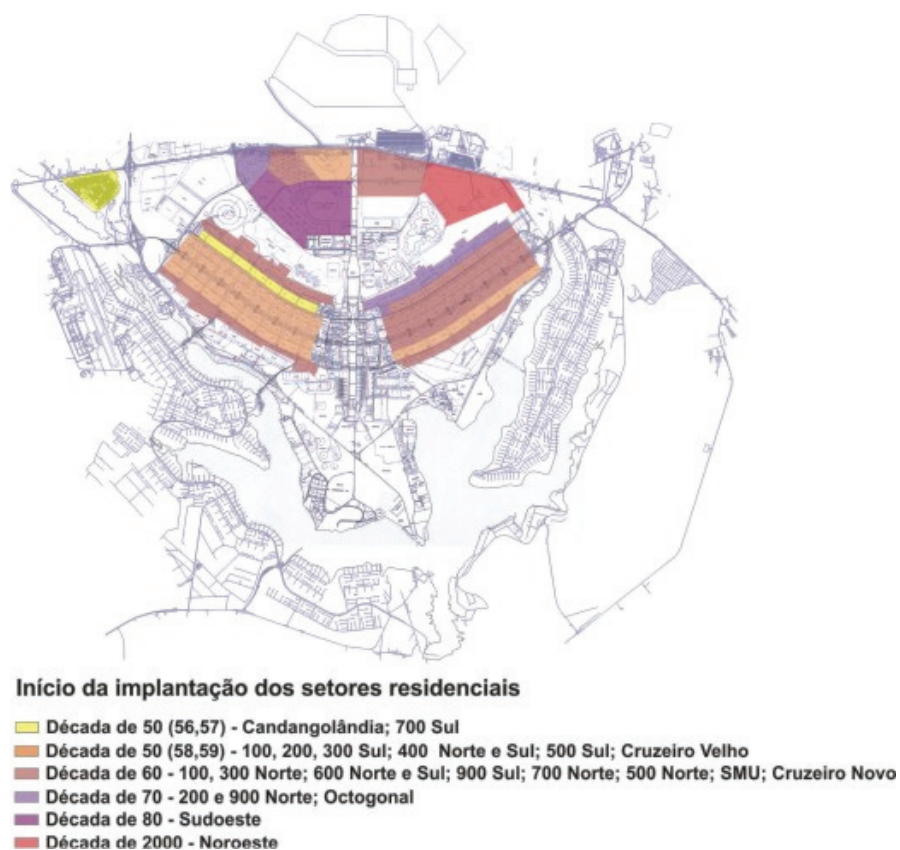 Início da implantação dos setores residenciais
Década de 50 (56,57) - Candangolândia; 700 Sul
Década de 50 (58,59) - 100, 200, 300 Sul; 400 Norte e Sul; 500 Sul; Cruzeiro Velho
Década de 60 - 100, 300 Norte; 600 Norte e Sul; 900 Sul; 700 Norte; 500 Norte; SMU; Cruzeiro Novo
Década de 70 - 200 e 900 Norte; Octogonal
Década de 80 - Sudoeste
Década de 2000 - Noroeste